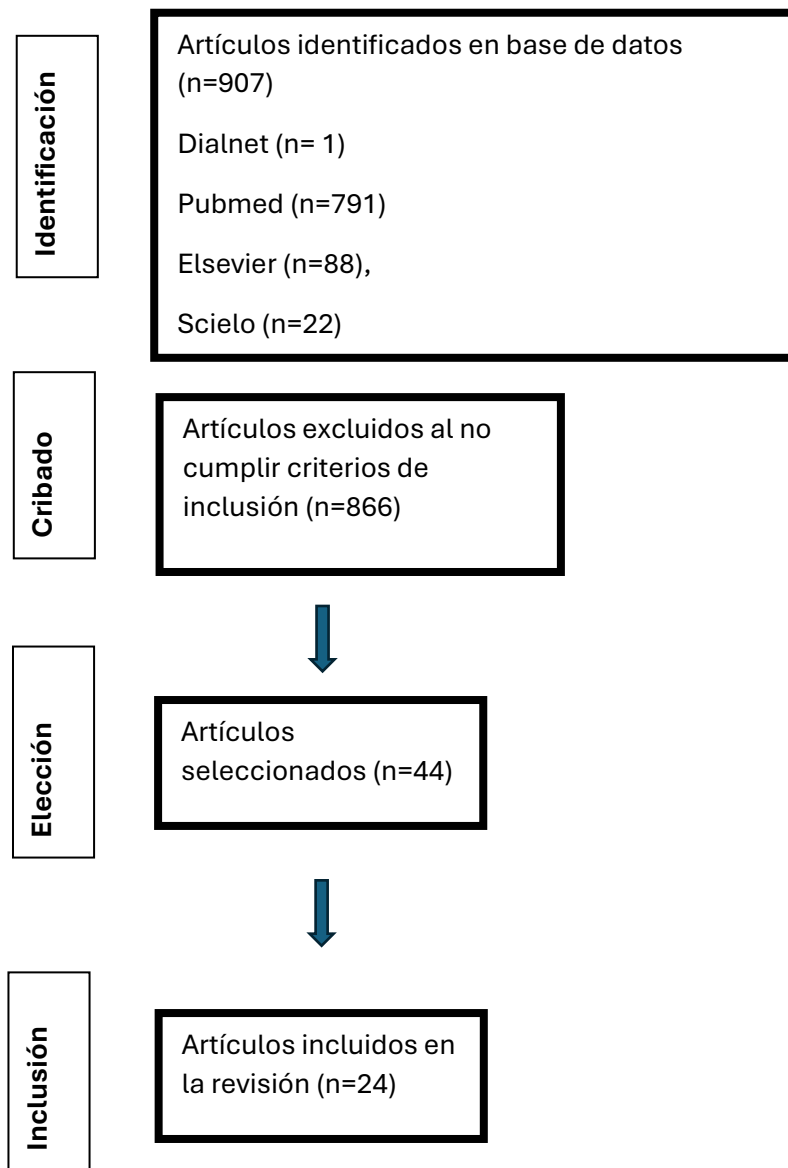 Identificación
Artículos identificados en base de datos
(n=907)
Dialnet (n= 1)
Pubmed (n=791)
Elsevier (n=88),
Scielo (n=22)
Cribado
Artículos excluidos al no
cumplir criterios de
inclusión (n=866)
Elección
Artículos
seleccionados (n=44)
Inclusión
Artículos incluidos en
la revisión (n=24)